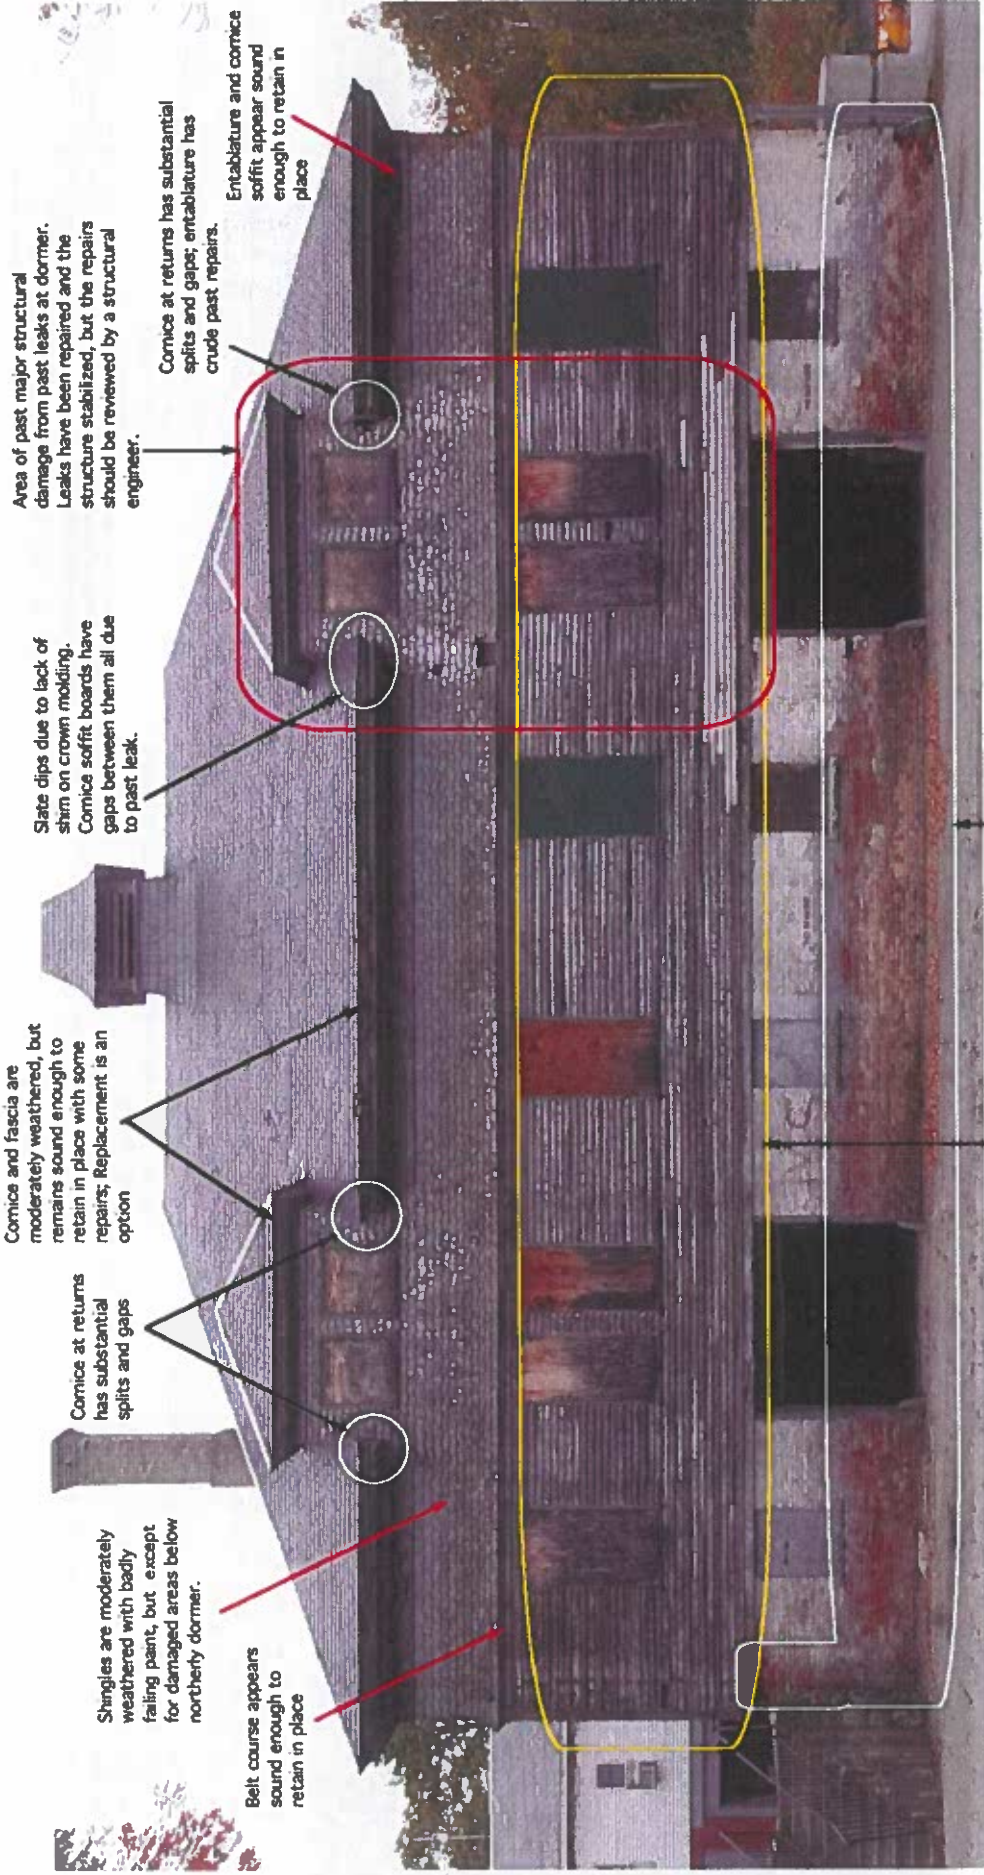 Shingles are moderately
weathered with badly
failing paint, but except
for damaged areas below
northerly dormer.
Belt course appears
sound enough to
retain in place
Cornice at returns
has substantial
splits and gaps
Cornice and fascia are
moderately weathered, but
remains sound enough to
retain in place with some
repairs; Replacement is an
option
Slate dips due to lack of
shim on crown molding.
Cornice soffit boards have
gaps between them all due
to past leak.
Area of past major structural
damage from past leaks at dormer.
Leaks have been repaired and the
structure stabilized, but the repairs
should be reviewed by a structural
engineer.
Cornice at returns has substantial
splits and gaps; entablature has
crude past repairs.
Entablature and cornice
soffit appear sound
enough to retain in
place